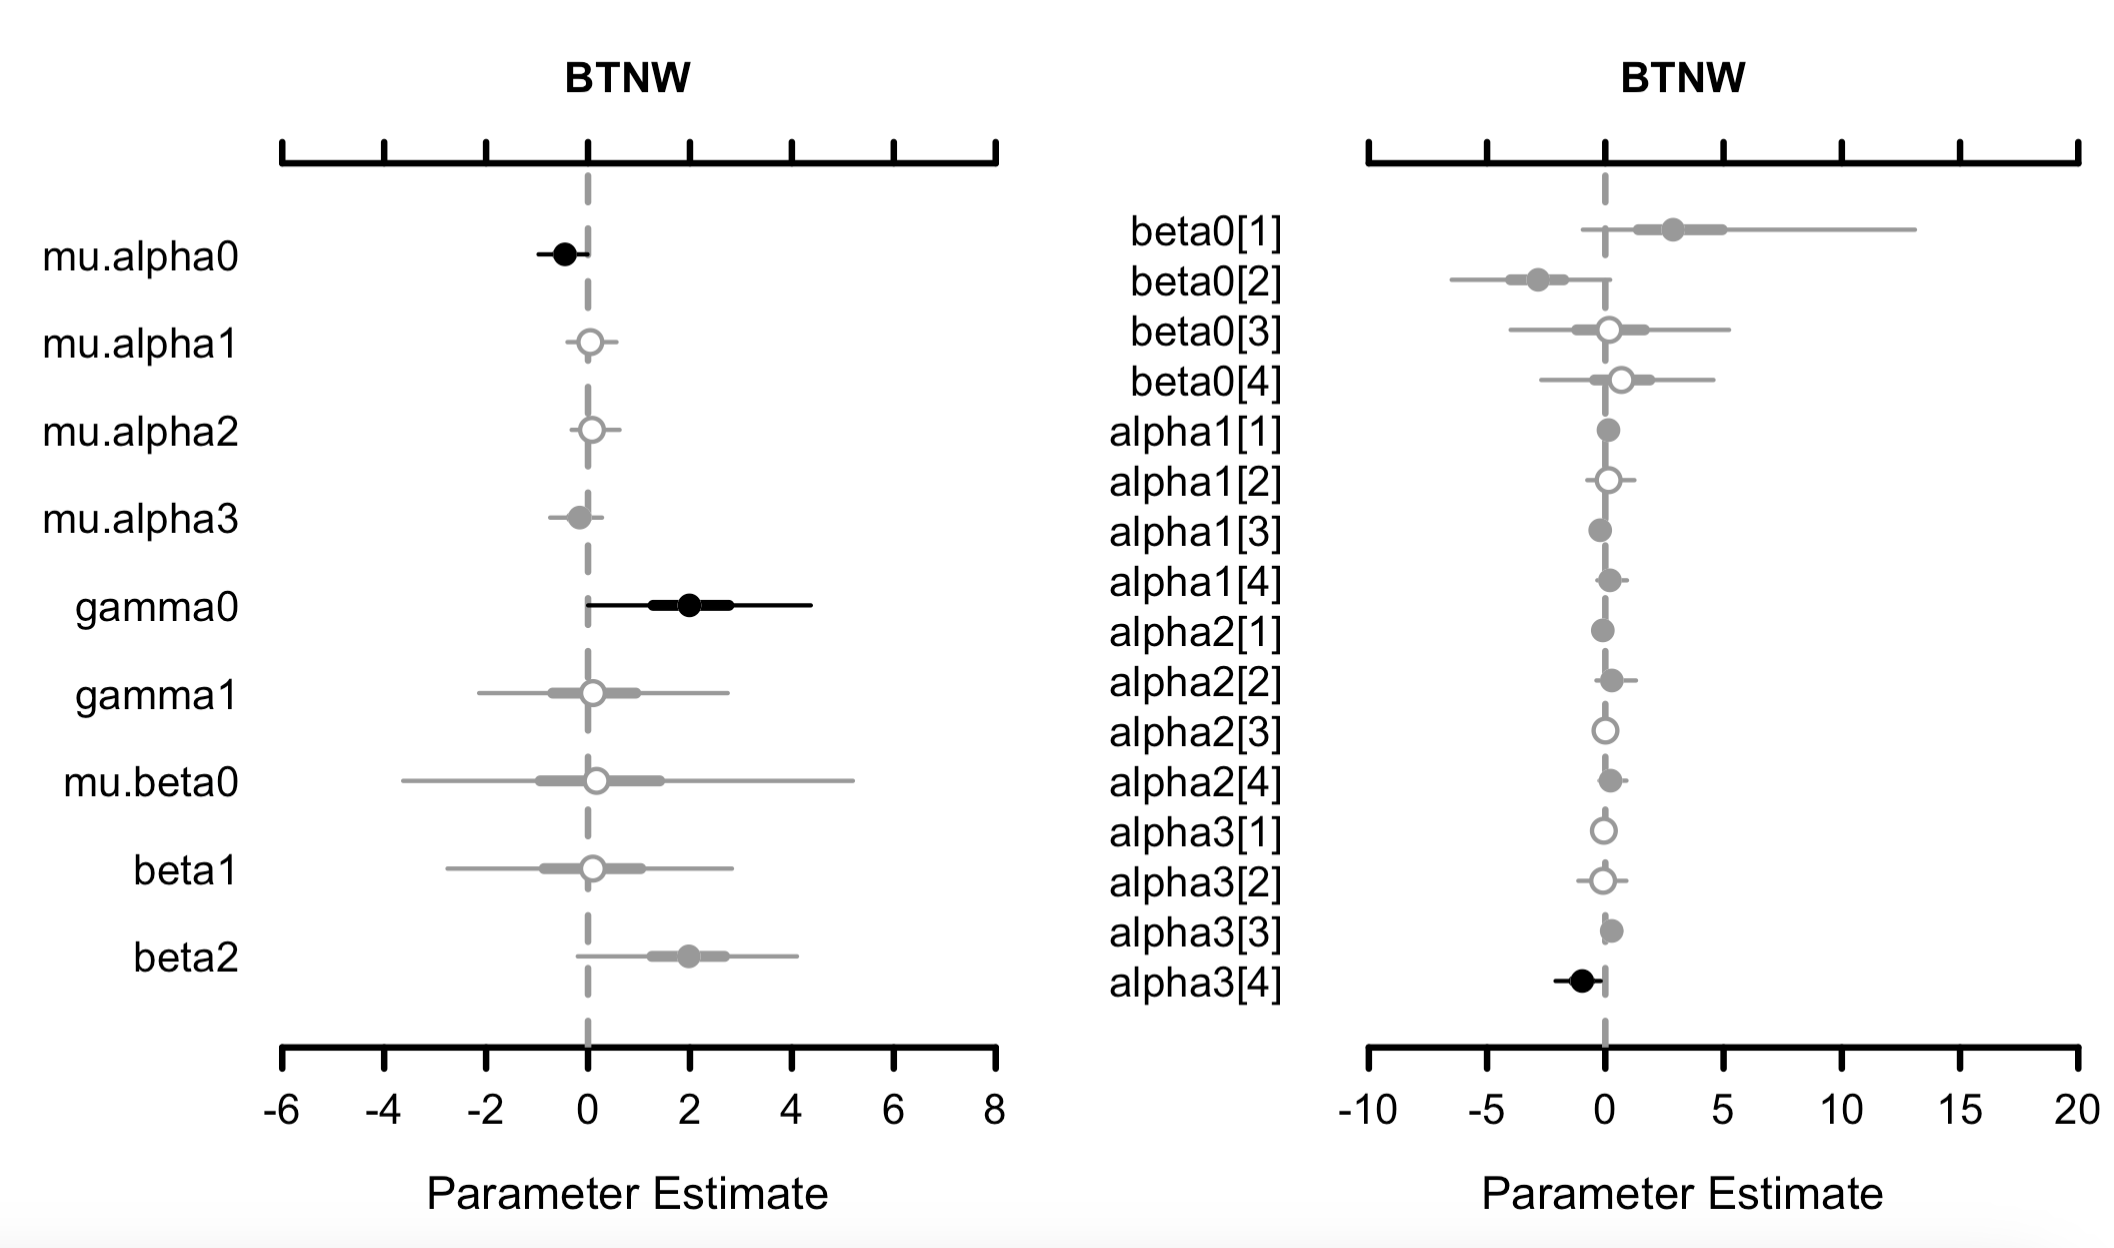 BTNW
mu.alpha0
mu.alpha1
mu.alpha2
mu.alpha3
gamma0
gamma1
mu.beta0
beta1
beta2
-6 -4 -2 0 2 4 6 8
Parameter Estimate
BTNW
beta0[1]
beta0[2]
beta0[3]
beta0[4]
alpha1[1]
alpha1[2]
alpha1[3]
alpha1[4]
alpha2[1]
alpha2[2]
alpha2[3]
alpha2[4]
alpha3[1]
alpha3[2]
alpha3[3]
alpha3[4]
-10 -5 0 5 10 15 20
Parameter Estimate